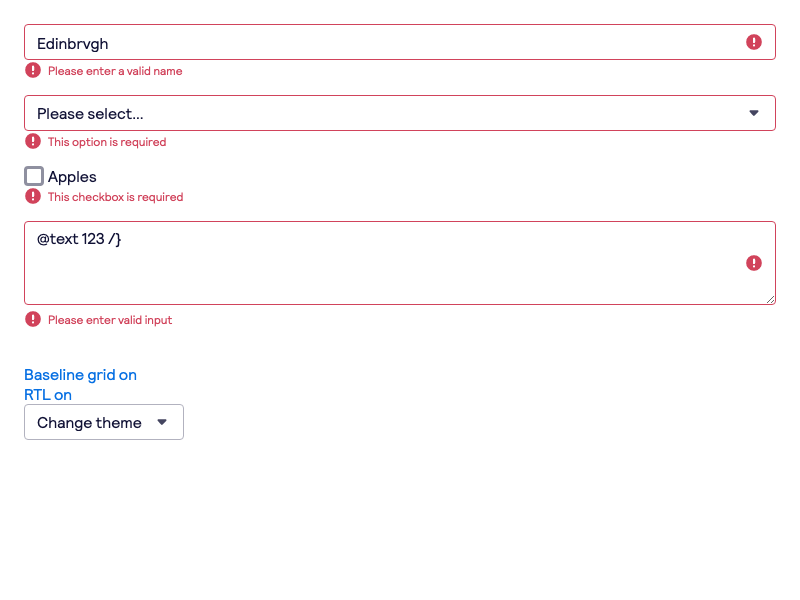 Edinbrvgh
Please enter a valid name
Please select...
This option is required
Apples
This checkbox is required
@text 123 /}
Please enter valid input
Baseline grid on
RTL on
Change theme